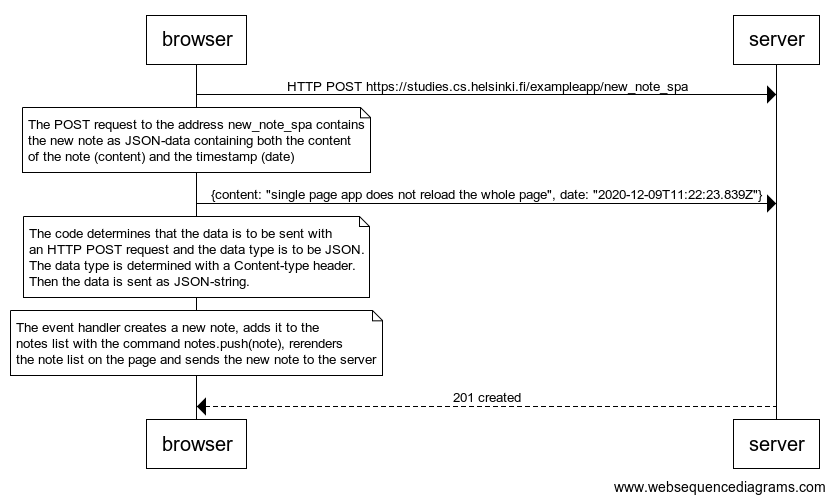 browser
server
HTTP POST https://studies.cs.helsinki.fi/exampleapp/new_note_spa
The POST request to the address new_note_spa contains
the new note as JSON-data containing both the content
of the note (content) and the timestamp (date)
{content: "single page app does not reload the whole page", date: "2020-12-09T11:22:23.839Z"}
The code determines that the data is to be sent with
an HTTP POST request and the data type is to be JSON.
The data type is determined with a Content-type header.
Then the data is sent as JSON-string.
The event handler creates a new note, adds it to the
notes list with the command notes.push(note), rerenders
the note list on the page and sends the new note to the server
201 created
browser
server
www.websequencediagrams.com